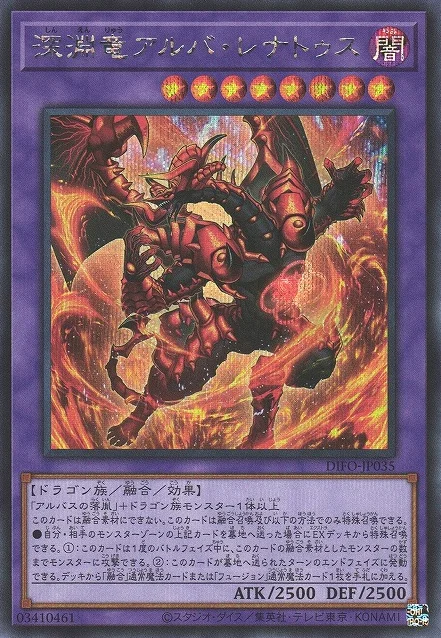 深淵竜アルバ・レナトゥス
闇
DIFO-JP035
【ドラゴン族／融合／効果】
「アルバスの落胤」＋ドラゴン族モンスター１体以上
このカードは融合素材にできない。このカードは融合召喚及び以下の方法でのみ特殊召喚できる。
●自分・相手のモンスターゾーンの上記カードを墓地へ送った場合にEXデッキから特殊召
喚できる。①：このカードは１度のバトルフェイズ中に、このカードの融合素材としたモンスターの数
までモンスターに攻撃できる。②：このカードが墓地へ送られたターンのエンドフェイズに発動
できる。デッキから「融合」通常魔法カードまたは「フュージョン」通常魔法カード１枚を手札に加える。
ATK/2500 DEF/2500
03410461
©スタジオ・ダイス／集英社・テレビ東京・KONAMI